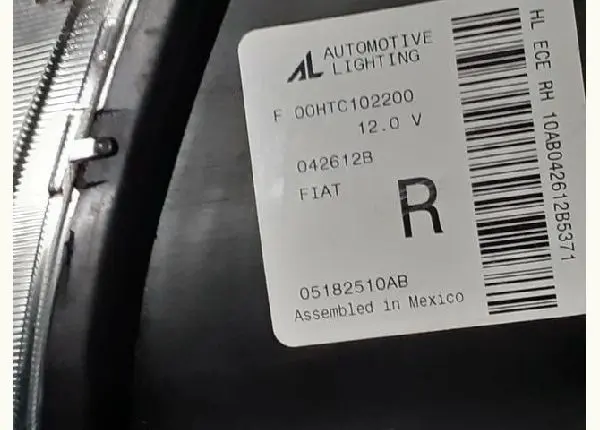 AL AUTOMOTIVE
LIGHTING
F 00HTC102200
12.0 V
042612B
FIAT
R
05182510AB
Assembled in Mexico
HL ECE RH 10AB042612B5371